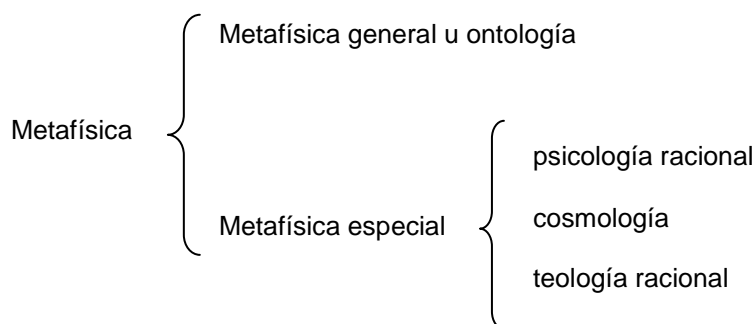 Metafísica general u ontología
Metafísica
psicología racional
Metafísica especial
cosmología
teología racional